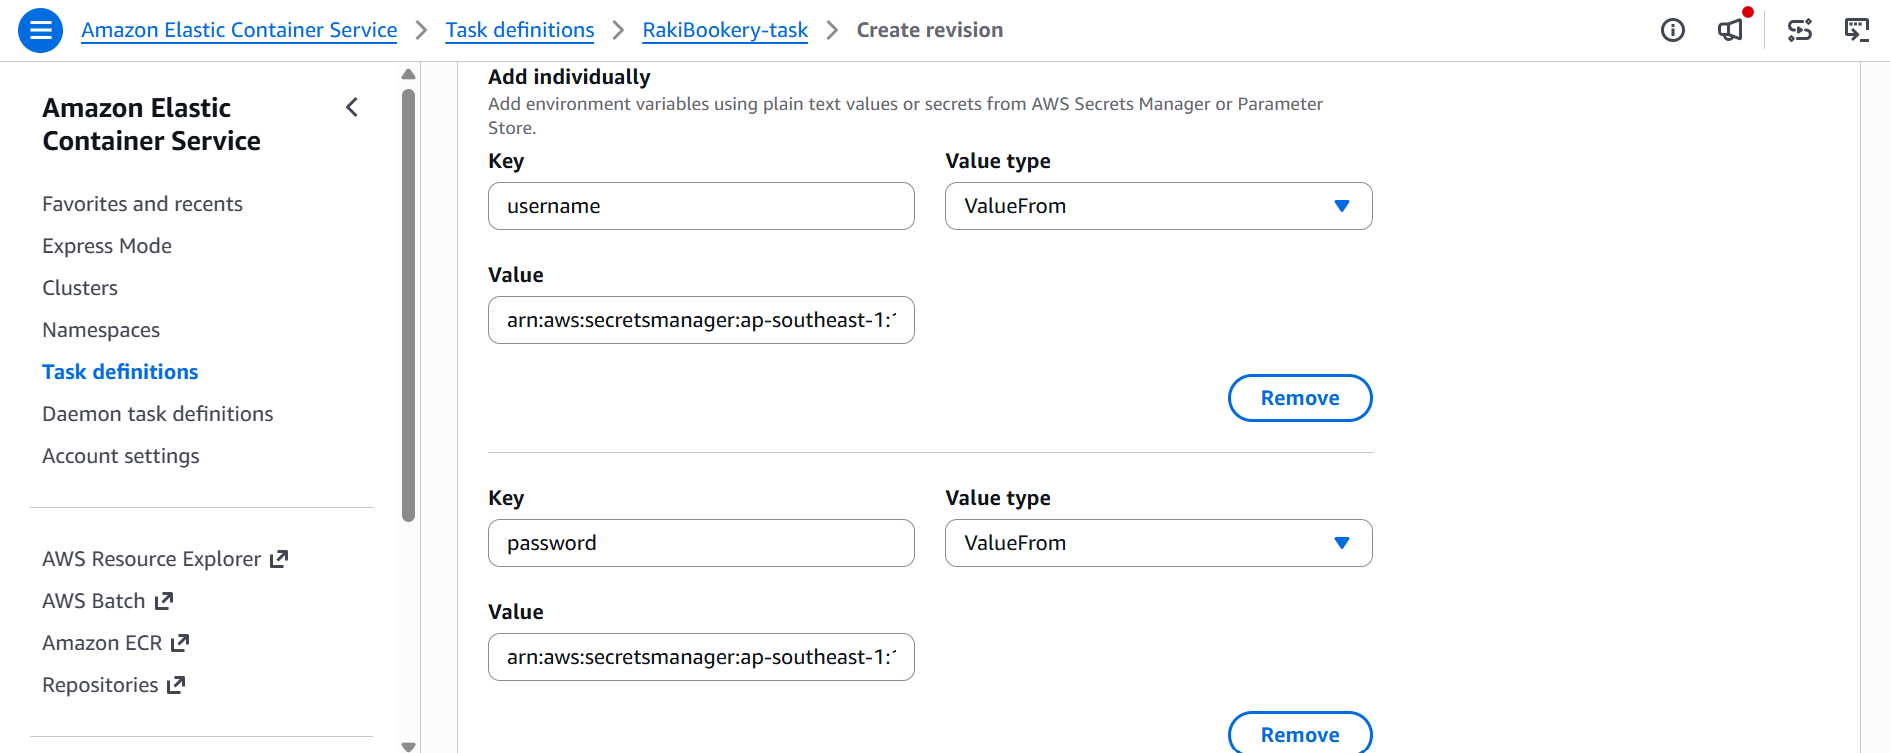 Amazon Elastic Container Service > Task definitions > RakiBookery-task > Create revision
Amazon Elastic
Container Service
Favorites and recents
Express Mode
Clusters
Namespaces
Task definitions
Daemon task definitions
Account settings
AWS Resource Explorer
AWS Batch
Amazon ECR
Repositories
Add individually
Add environment variables using plain text values or secrets from AWS Secrets Manager or Parameter
Store.
Key
Value type
username
ValueFrom
Value
arn:aws:secretsmanager:ap-southeast-1:
Remove
Key
Value type
password
ValueFrom
Value
arn:aws:secretsmanager:ap-southeast-1:
Remove